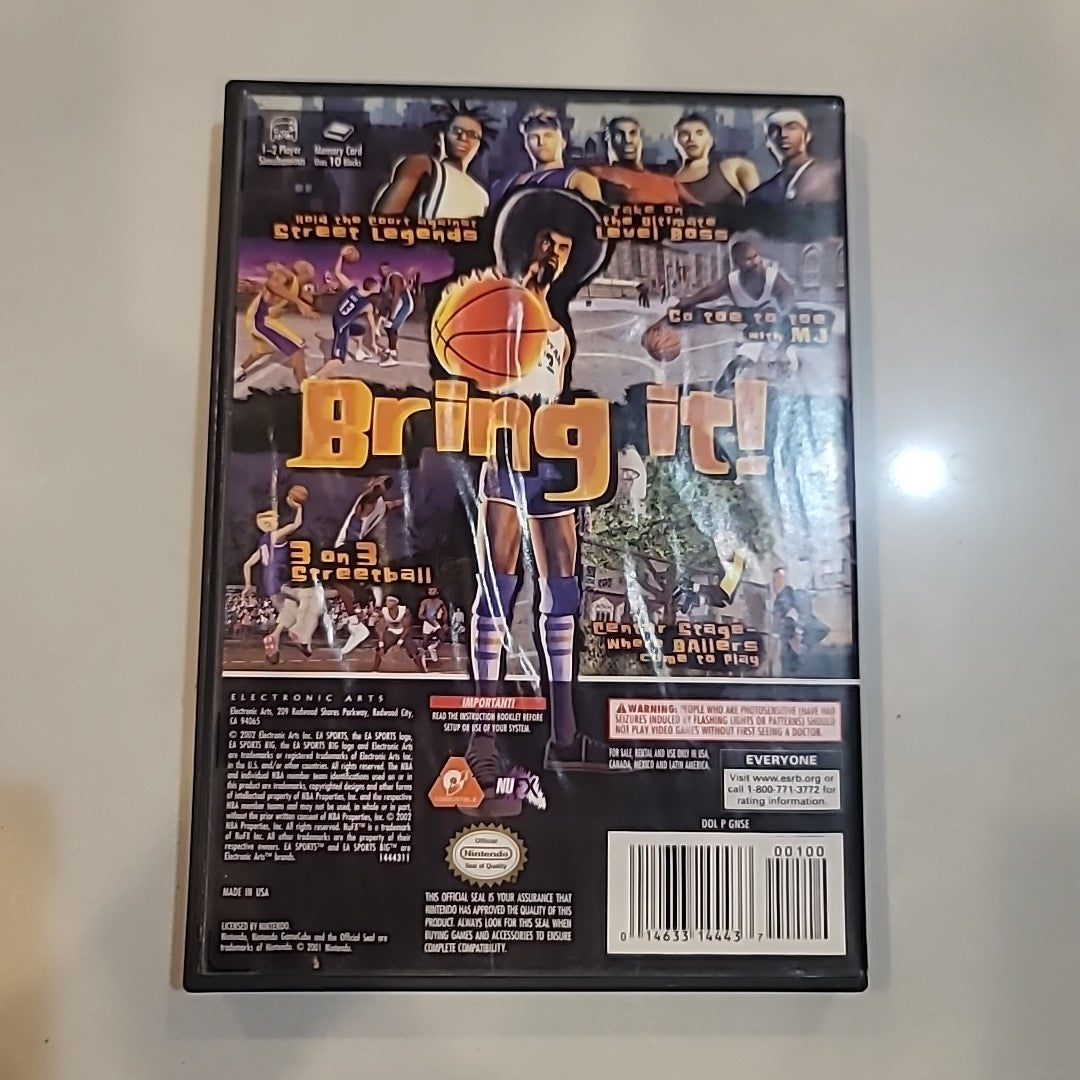 1-2 Player
Simultaneous
Memory Card
Uses 10 Blocks
Hold the court against
Street Legends
Take on
the Ultimate
Level Boss
Go toe to toe
with MJ
Bring it!
3 on 3
Streetball
Center Stage-
Where BAllers
Come to Play
ELECTRONIC ARTS
Electronic Arts, 209 Redwood Shores Parkway, Redwood City,
CA 94065
© 2002 Electronic Arts Inc. EA SPORTS, the EA SPORTS logo,
EA SPORTS BIG, the EA SPORTS BIG logo and Electronic Arts
are trademarks or registered trademarks of Electronic Arts Inc.
in the U.S. and/or other countries. All rights reserved. The NBA
and individual NBA member team identifications used on or in
this product are trademarks, copyrighted designs and other forms
of intellectual property of NBA Properties, Inc. and the respective
NBA member teams and may not be used, in whole or in part,
without the prior written consent of NBA Properties, Inc. © 2002
NBA Properties, Inc. All rights reserved. NuFX™ is a trademark
of NuFX Inc. All other trademarks are the property of their
respective owners. EA SPORTS™ and EA SPORTS BIG™ are
Electronic Arts™ brands.
1444311
MADE IN USA
LICENSED BY NINTENDO.
Nintendo, Nintendo GameCube and the Official Seal are
trademarks of Nintendo. © 2001 Nintendo.
IMPORTANT!
READ THE INSTRUCTION BOOKLET BEFORE
SETUP OR USE OF YOUR SYSTEM.
COMBUSTIBLE
NUFX
Official
Nintendo
Seal of Quality
THIS OFFICIAL SEAL IS YOUR ASSURANCE THAT
NINTENDO HAS APPROVED THE QUALITY OF THIS
PRODUCT. ALWAYS LOOK FOR THIS SEAL WHEN
BUYING GAMES AND ACCESSORIES TO ENSURE
COMPLETE COMPATIBILITY.
WARNING: PEOPLE WHO ARE PHOTOSENSITIVE (HAVE HAD
SEIZURES INDUCED BY FLASHING LIGHTS OR PATTERNS) SHOULD
NOT PLAY VIDEO GAMES WITHOUT FIRST SEEING A DOCTOR.
FOR SALE, RENTAL AND USE ONLY IN USA,
CANADA, MEXICO AND LATIN AMERICA.
EVERYONE
Visit www.esrb.org or
call 1-800-771-3772 for
rating information.
DOL P GNSE
00100
0 14633 14443 7